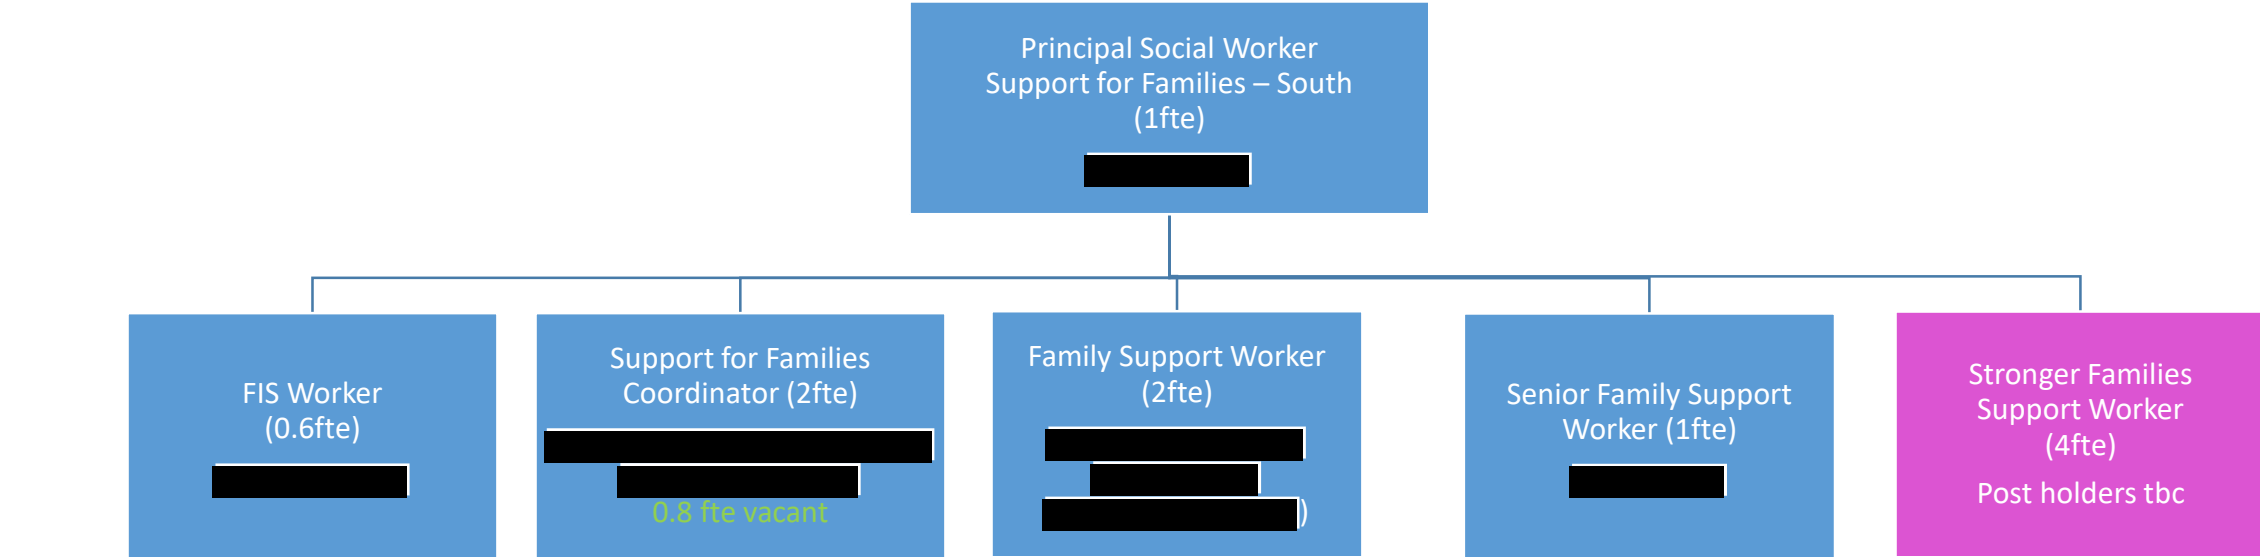 Principal Social Worker
Support for Families – South
(1fte)
FIS Worker
(0.6fte)
Support for Families
Coordinator (2fte)
0.8 fte vacant
Family Support Worker
(2fte)
)
Senior Family Support
Worker (1fte)
Stronger Families
Support Worker
(4fte)
Post holders tbc